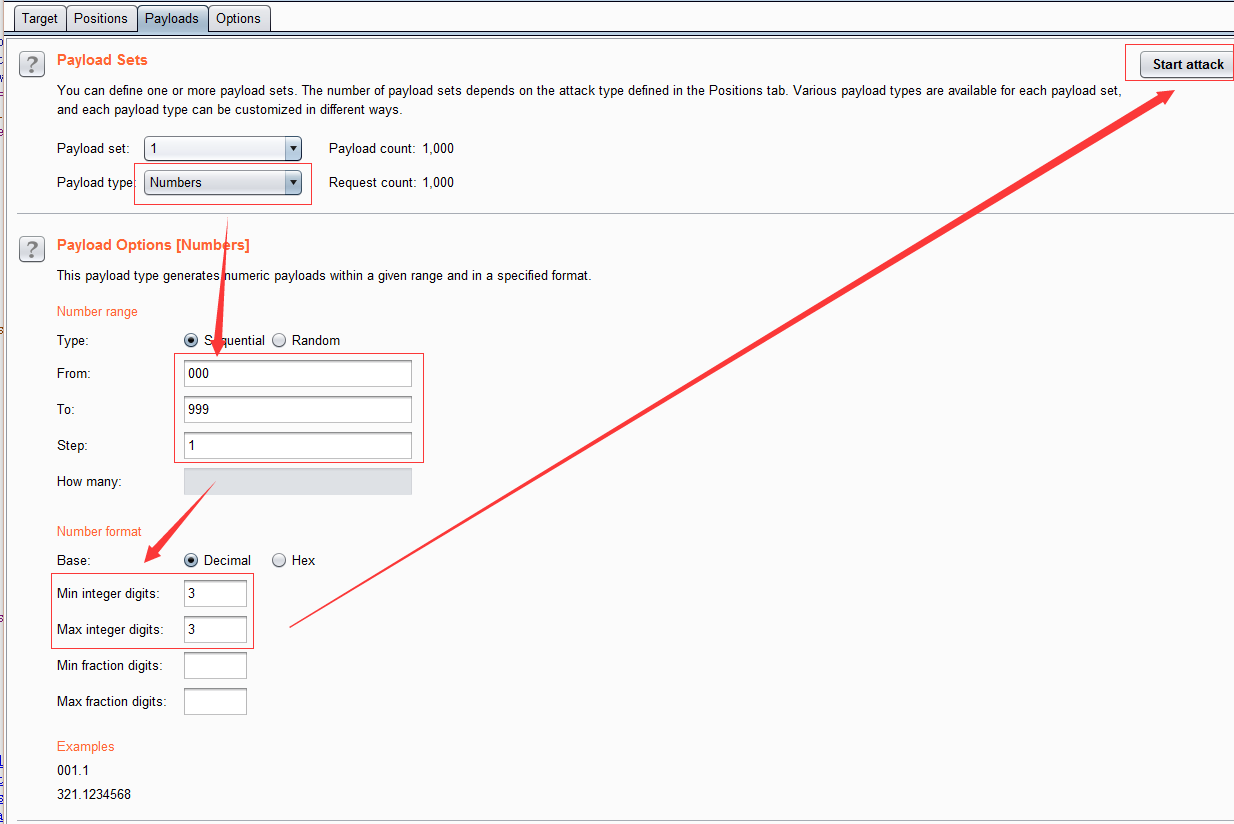 Target Positions Payloads Options
? Payload Sets
Start attack
You can define one or more payload sets. The number of payload sets depends on the attack type defined in the Positions tab. Various payload types are available for each payload set,
and each payload type can be customized in different ways.
Payload set: 1 Payload count: 1,000
Payload type: Numbers Request count: 1,000
? Payload Options [Numbers]
This payload type generates numeric payloads within a given range and in a specified format.
Number range
Type: Sequential Random
From: 000
To: 999
Step: 1
How many:
Number format
Base: Decimal Hex
Min integer digits: 3
Max integer digits: 3
Min fraction digits:
Max fraction digits:
Examples
001.1
321.1234568